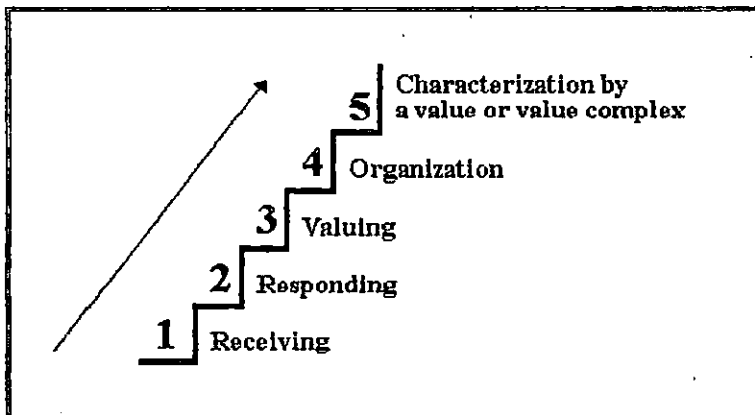 5 Characterization by
a value or value complex
4 Organization
3 Valuing
2 Responding
1 Receiving